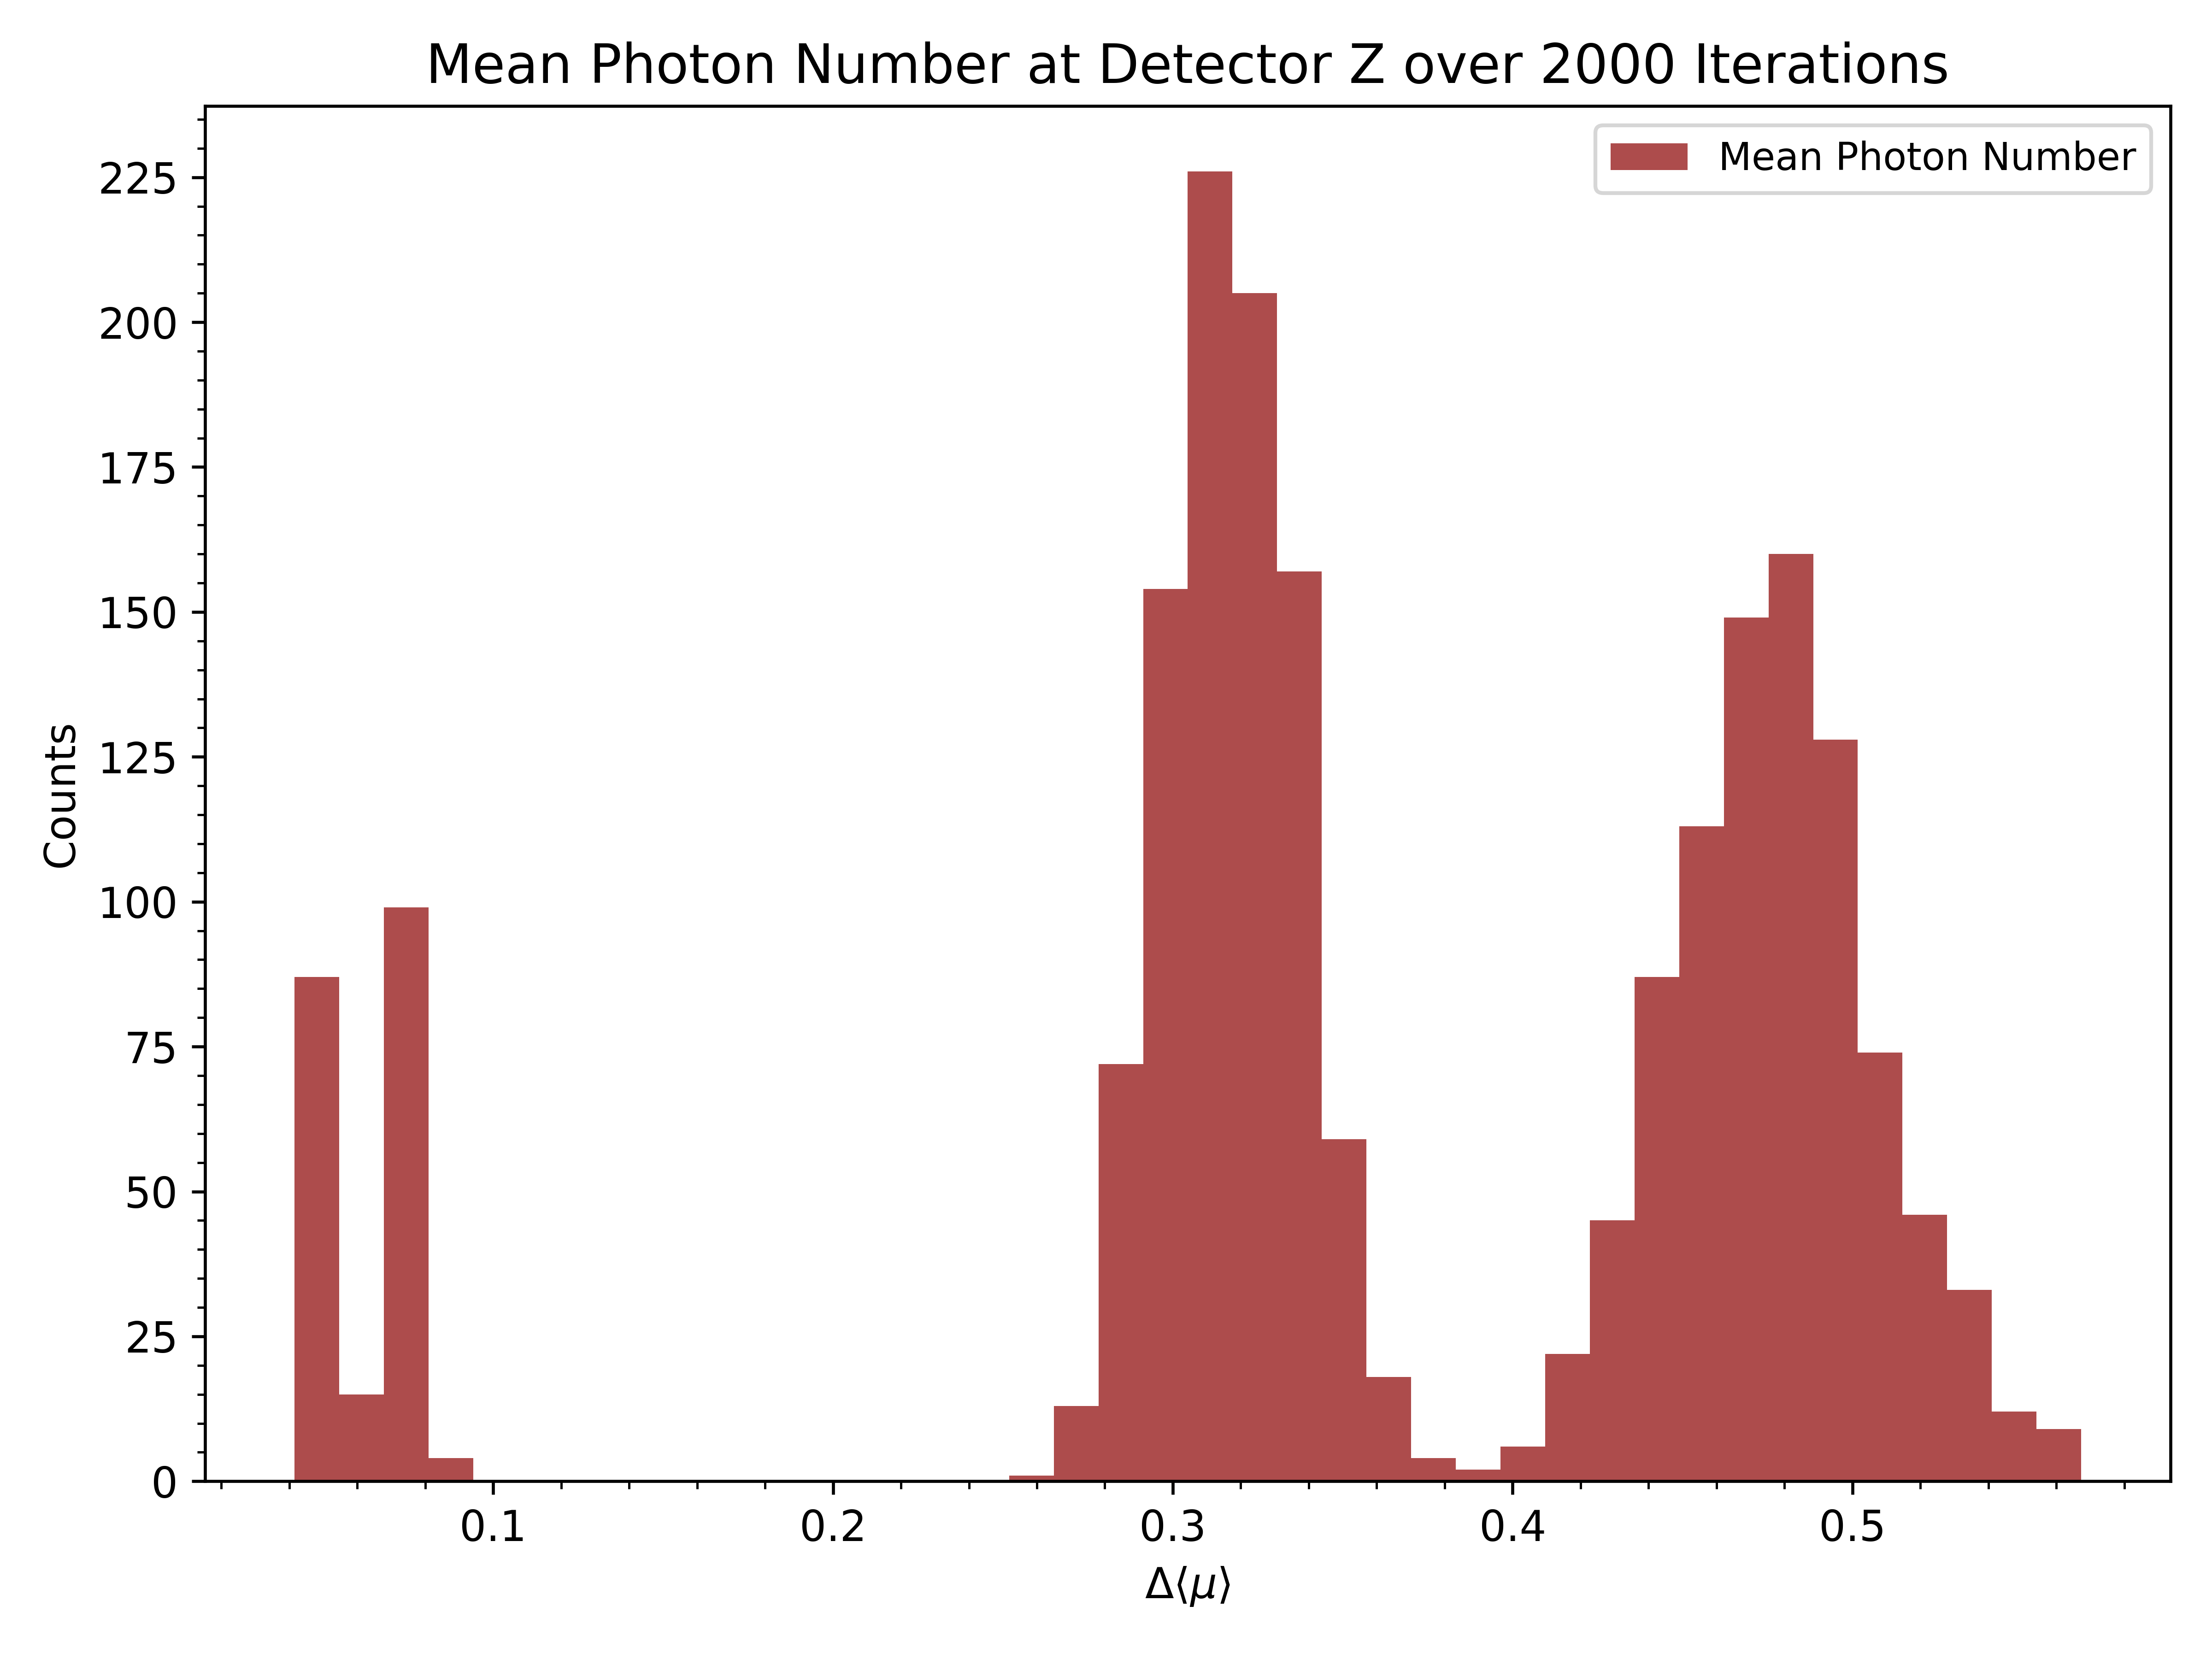 Mean Photon Number at Detector Z over 2000 Iterations
Mean Photon Number
225
200
175
150
125
100
75
50
25
0
Counts
0.1 0.2 0.3 0.4 0.5
Δ⟨μ⟩